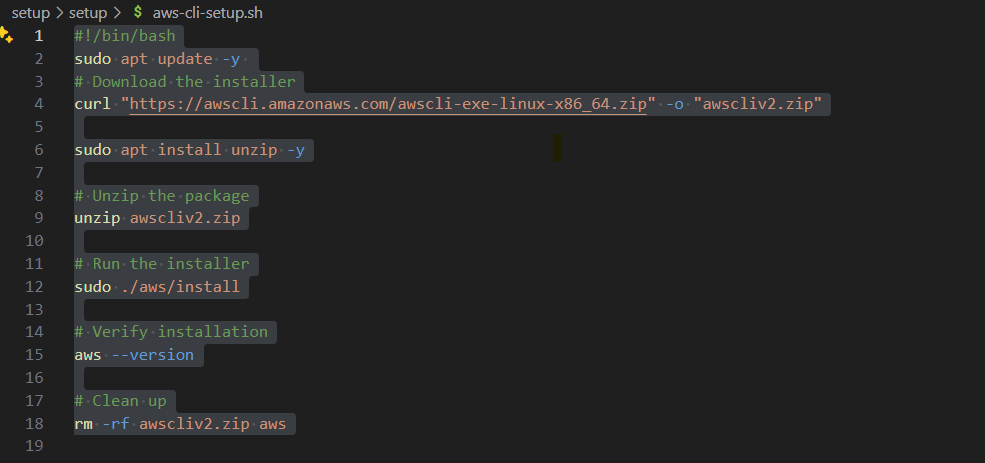 setup > setup > $ aws-cli-setup.sh
1 #!/bin/bash
2 sudo apt update -y
3 # Download the installer
4 curl "https://awscli.amazonaws.com/awscli-exe-linux-x86_64.zip" -o "awscliv2.zip"
5
6 sudo apt install unzip -y
7
8 # Unzip the package
9 unzip awscliv2.zip
10
11 # Run the installer
12 sudo ./aws/install
13
14 # Verify installation
15 aws --version
16
17 # Clean up
18 rm -rf awscliv2.zip aws
19